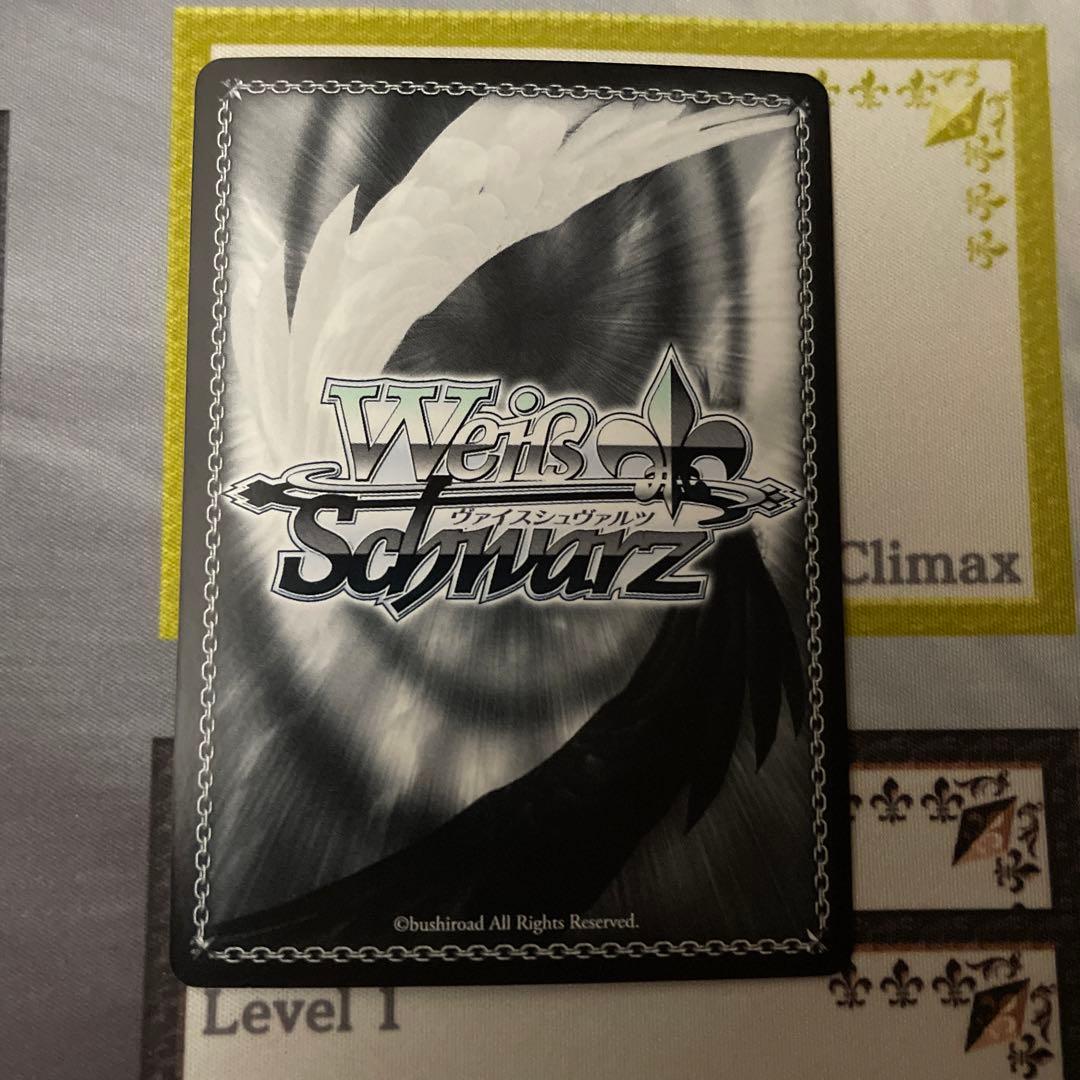 Weiß
ヴァイスシュヴァルツ
Schwarz
Climax
©bushiroad All Rights Reserved.
Level 1